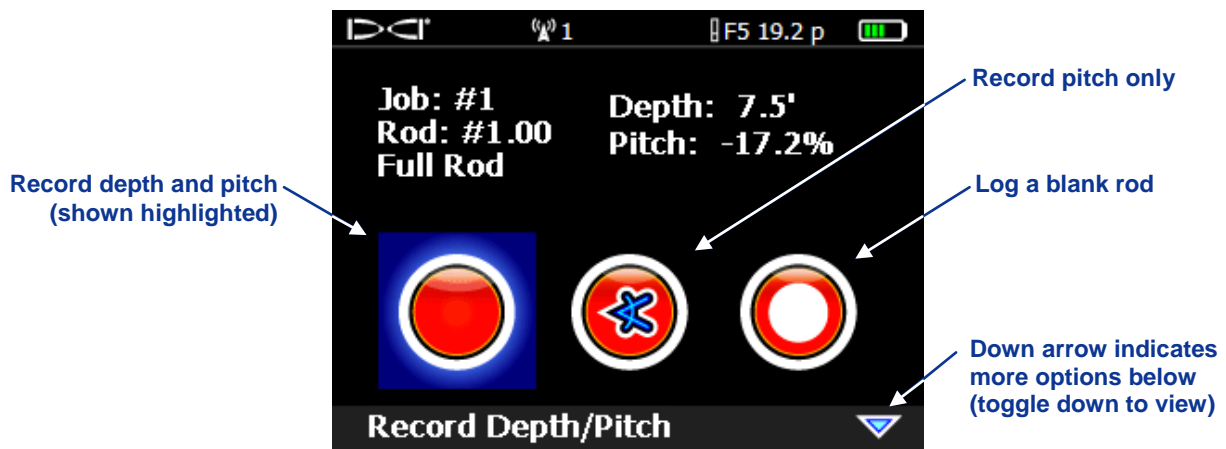 DCI
1
F5 19.2 p
Job: #1
Rod: #1.00
Full Rod
Depth: 7.5'
Pitch: -17.2%
Record pitch only
Record depth and pitch
(shown highlighted)
Log a blank rod
Down arrow indicates
more options below
(toggle down to view)
Record Depth/Pitch